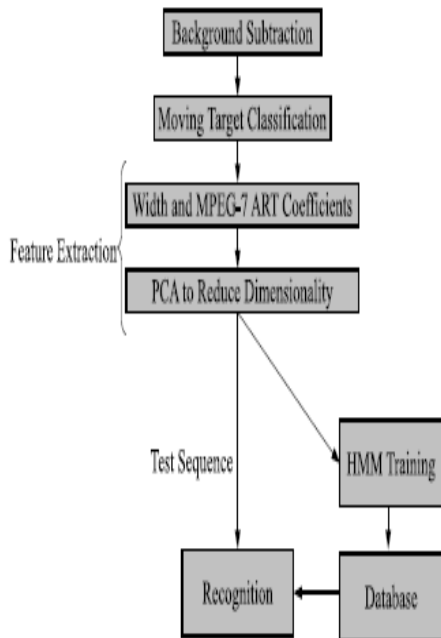 Background Subtraction
Moving Target Classification
Width and MPEG-7 ART Coefficients
Feature Extraction
PCA to Reduce Dimensionality
Test Sequence
HMM Training
Recognition
Database